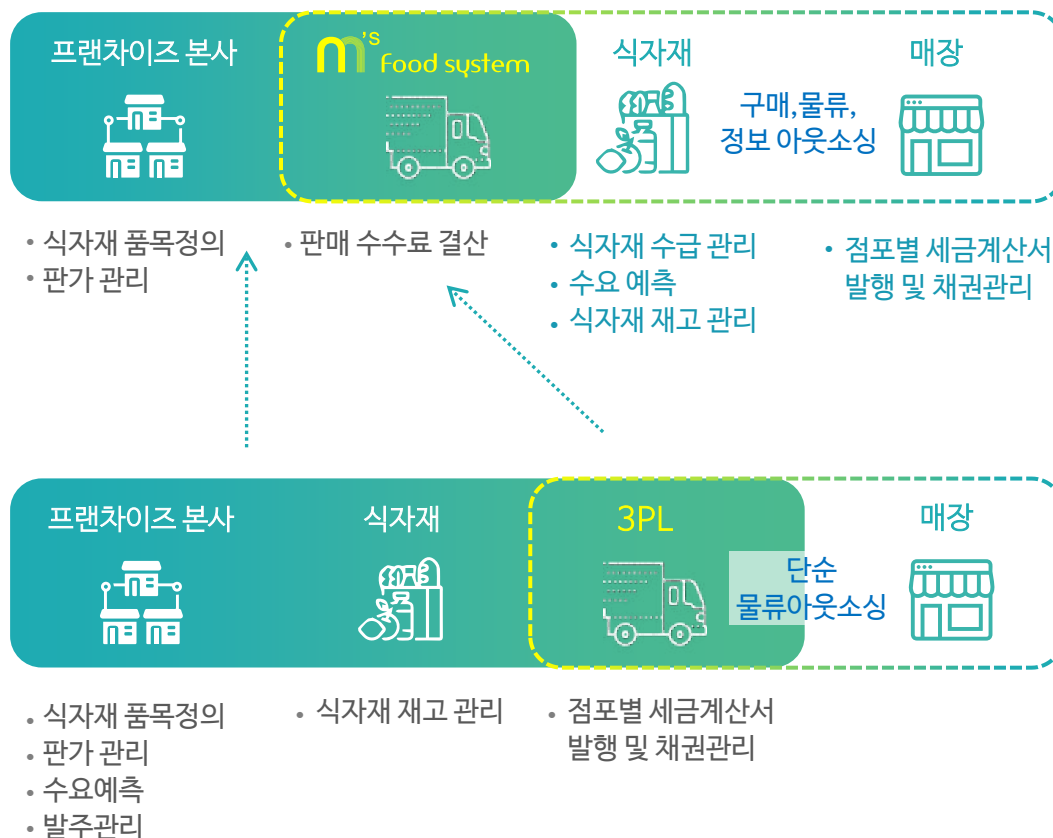 프랜차이즈 본사
m's Food system
식자재
구매,물류,
정보 아웃소싱
매장
• 식자재 품목정의
• 판가 관리
• 판매 수수료 결산
• 식자재 수급 관리
• 수요 예측
• 식자재 재고 관리
• 점포별 세금계산서
발행 및 채권관리
프랜차이즈 본사
식자재
3PL
단순
물류아웃소싱
매장
• 식자재 품목정의
• 판가 관리
• 수요예측
• 발주관리
• 식자재 재고 관리
• 점포별 세금계산서
발행 및 채권관리